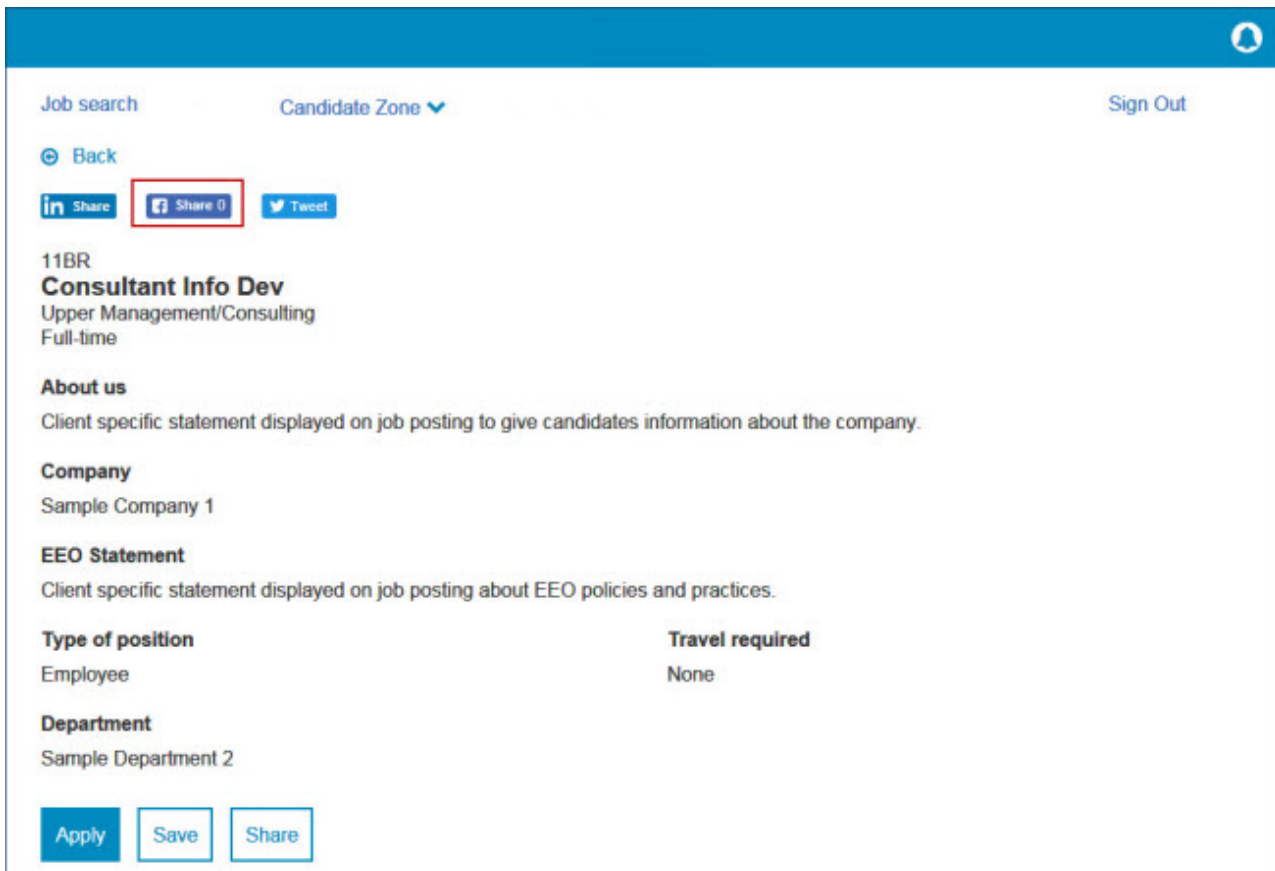 Job search Candidate Zone Sign Out
Back
in Share Share 0 Tweet
11BR
Consultant Info Dev
Upper Management/Consulting
Full-time
About us
Client specific statement displayed on job posting to give candidates information about the company.
Company
Sample Company 1
EEO Statement
Client specific statement displayed on job posting about EEO policies and practices.
Type of position Travel required
Employee None
Department
Sample Department 2
Apply Save Share